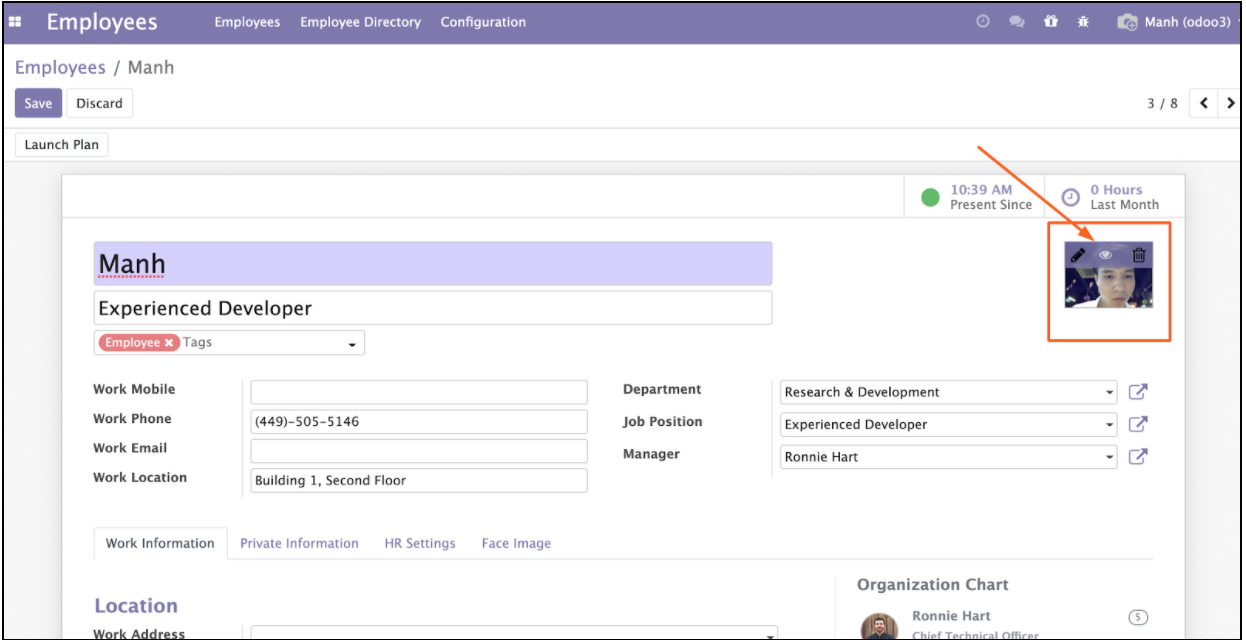 Employees Employees Employee Directory Configuration Manh (odoo3)
Employees / Manh
Save Discard 3 / 8
Launch Plan
10:39 AM 0 Hours
Present Since Last Month
Manh
Experienced Developer
Employee Tags
Work Mobile Department Research & Development
Work Phone (449)-505-5146 Job Position Experienced Developer
Work Email Manager Ronnie Hart
Work Location Building 1, Second Floor
Work Information Private Information HR Settings Face Image
Organization Chart
Location Ronnie Hart 5
Work Address Chief Technical Officer